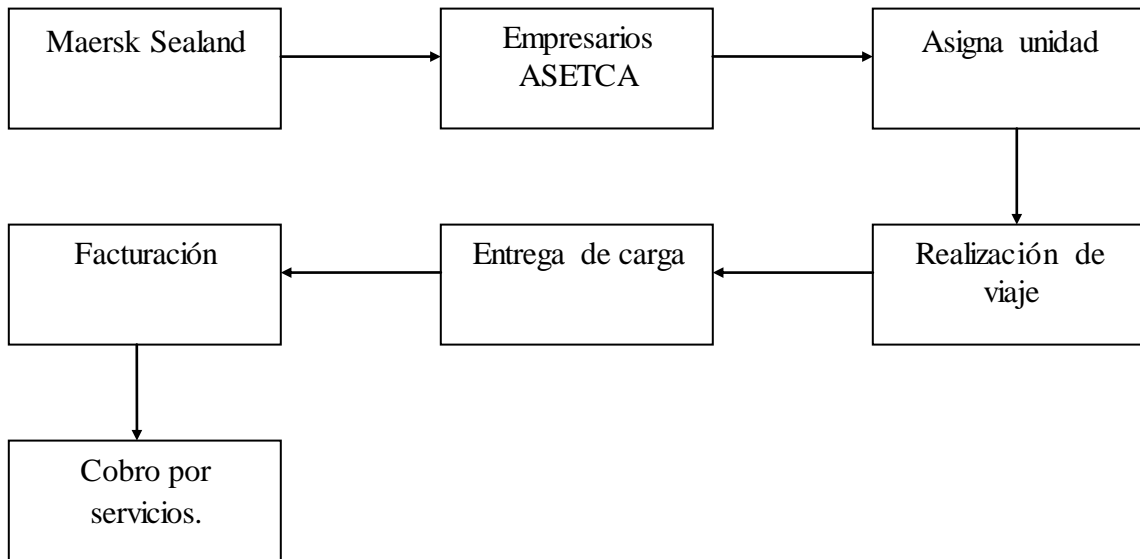 Maersk Sealand
Empresarios
ASETCA
Asigna unidad
Realización de
viaje
Entrega de carga
Facturación
Cobro por
servicios.